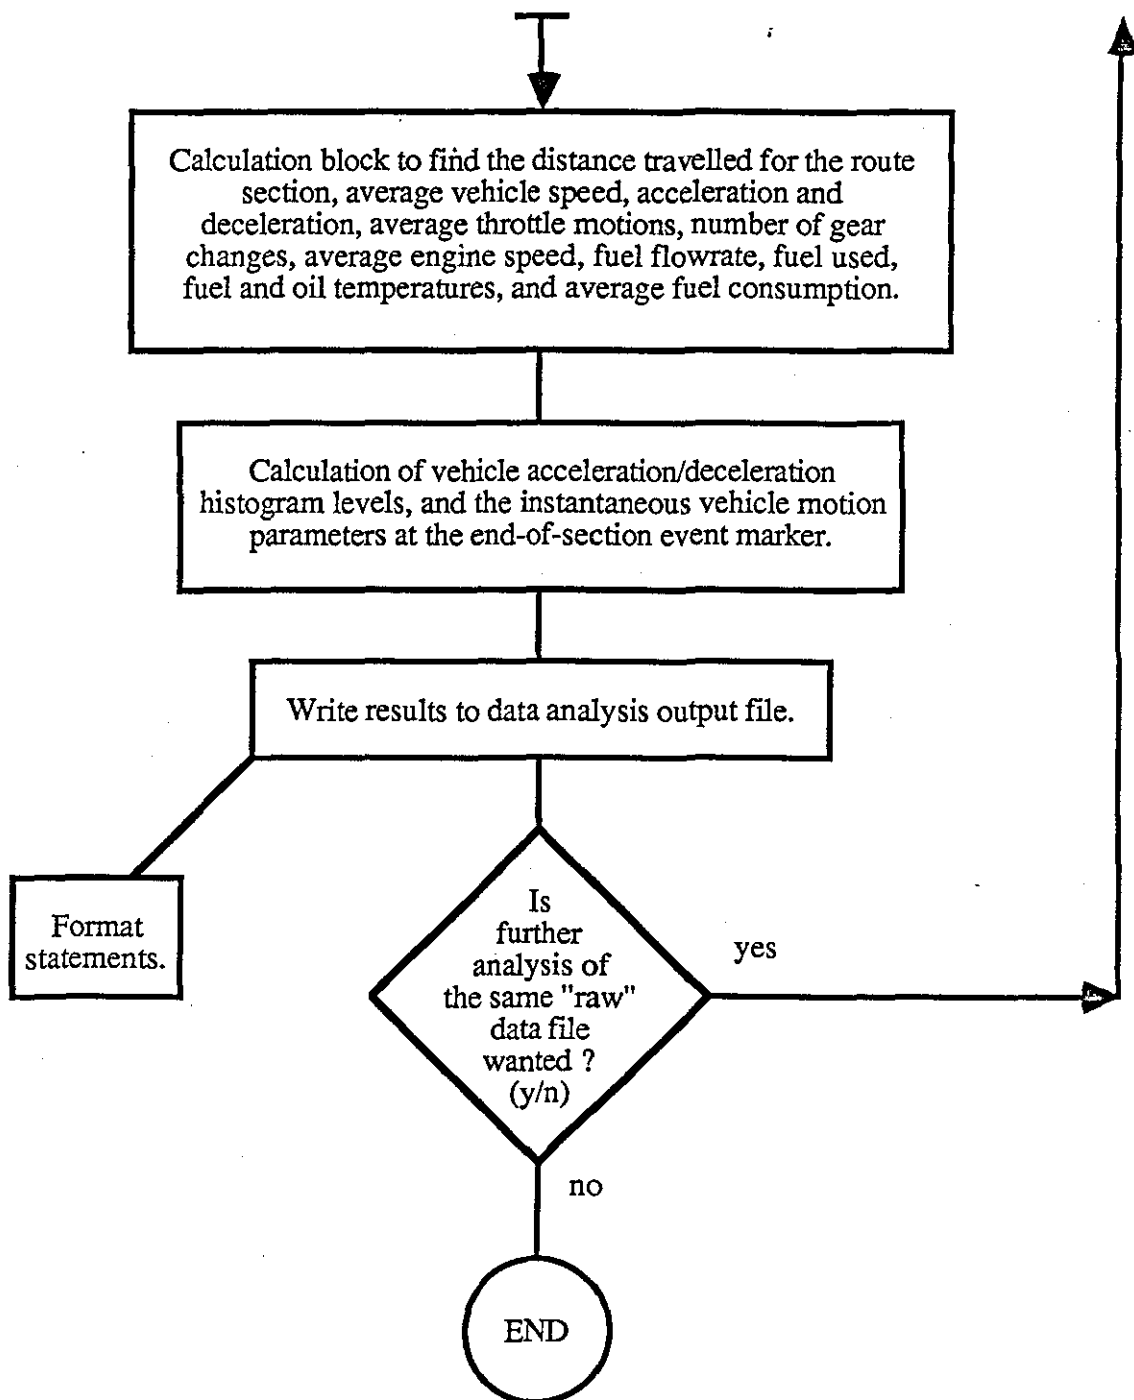 Calculation block to find the distance travelled for the route
section, average vehicle speed, acceleration and
deceleration, average throttle motions, number of gear
changes, average engine speed, fuel flowrate, fuel used,
fuel and oil temperatures, and average fuel consumption.
Calculation of vehicle acceleration/deceleration
histogram levels, and the instantaneous vehicle motion
parameters at the end-of-section event marker.
Write results to data analysis output file.
Format
statements.
Is
further
analysis of
the same "raw"
data file
wanted ?
(y/n)
yes
no
END